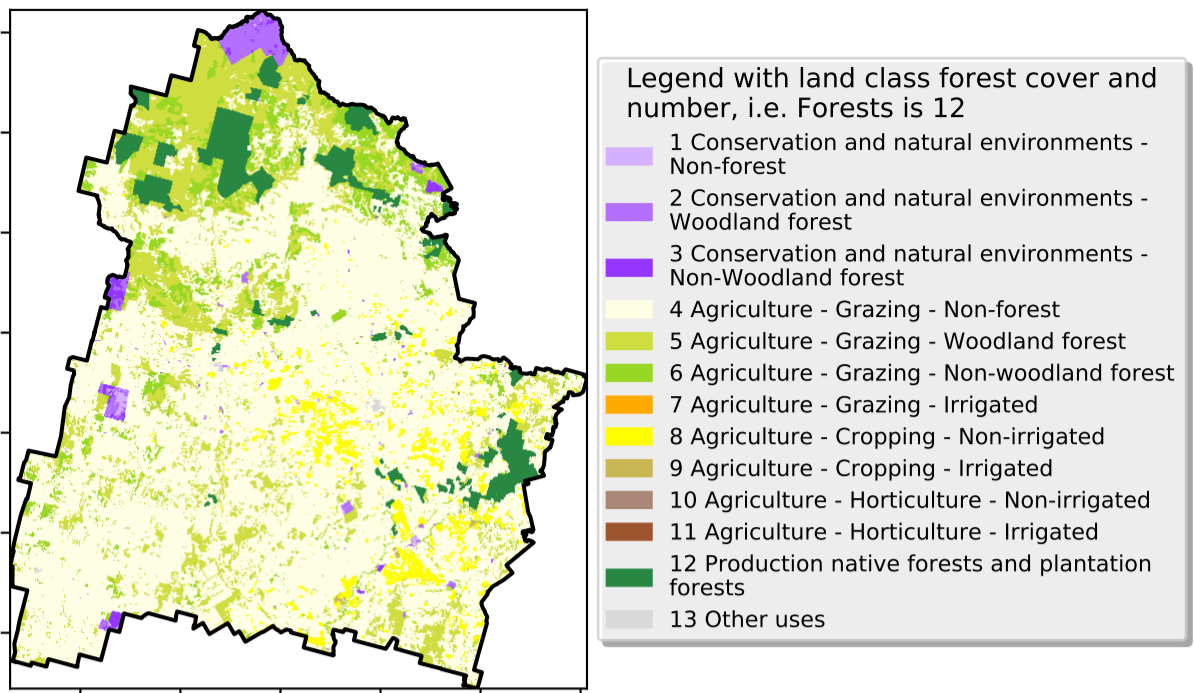 Legend with land class forest cover and
number, i.e. Forests is 12
1 Conservation and natural environments -
Non-forest
2 Conservation and natural environments -
Woodland forest
3 Conservation and natural environments -
Non-Woodland forest
4 Agriculture - Grazing - Non-forest
5 Agriculture - Grazing - Woodland forest
6 Agriculture - Grazing - Non-woodland forest
7 Agriculture - Grazing - Irrigated
8 Agriculture - Cropping - Non-irrigated
9 Agriculture - Cropping - Irrigated
10 Agriculture - Horticulture - Non-irrigated
11 Agriculture - Horticulture - Irrigated
12 Production native forests and plantation
forests
13 Other uses